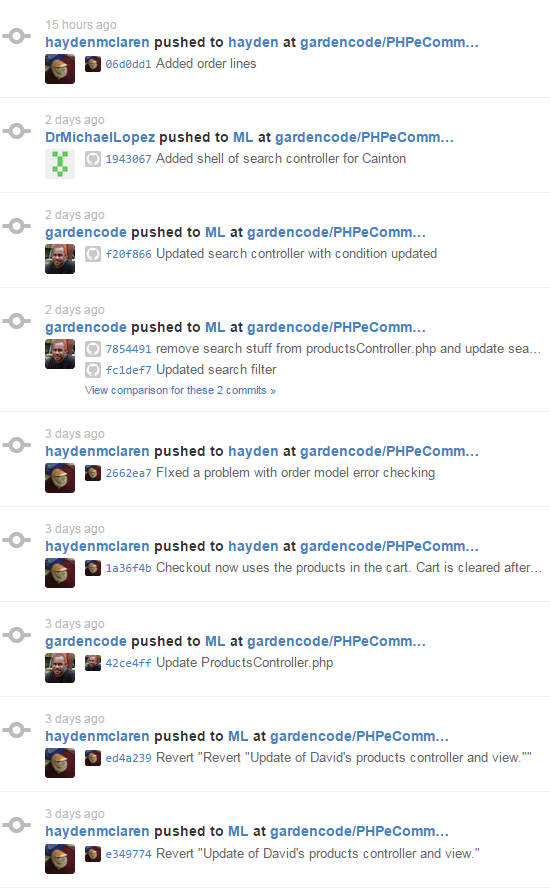 15 hours ago
haydenmclaren pushed to hayden at gardencode/PHPeComm…
06d0dd1 Added order lines
2 days ago
DrMichaelLopez pushed to ML at gardencode/PHPeComm…
1943067 Added shell of search controller for Cainton
2 days ago
gardencode pushed to ML at gardencode/PHPeComm…
f20f866 Updated search controller with condition updated
2 days ago
gardencode pushed to ML at gardencode/PHPeComm…
7854491 remove search stuff from productsController.php and update sea…
fc1def7 Updated search filter
View comparison for these 2 commits »
3 days ago
haydenmclaren pushed to hayden at gardencode/PHPeComm…
2662ea7 FIxed a problem with order model error checking
3 days ago
haydenmclaren pushed to hayden at gardencode/PHPeComm…
1a36f4b Checkout now uses the products in the cart. Cart is cleared after…
3 days ago
gardencode pushed to ML at gardencode/PHPeComm…
42ce4ff Update ProductsController.php
3 days ago
haydenmclaren pushed to ML at gardencode/PHPeComm…
ed4a239 Revert "Revert "Update of David's products controller and view.""
3 days ago
haydenmclaren pushed to ML at gardencode/PHPeComm…
e349774 Revert "Update of David's products controller and view."